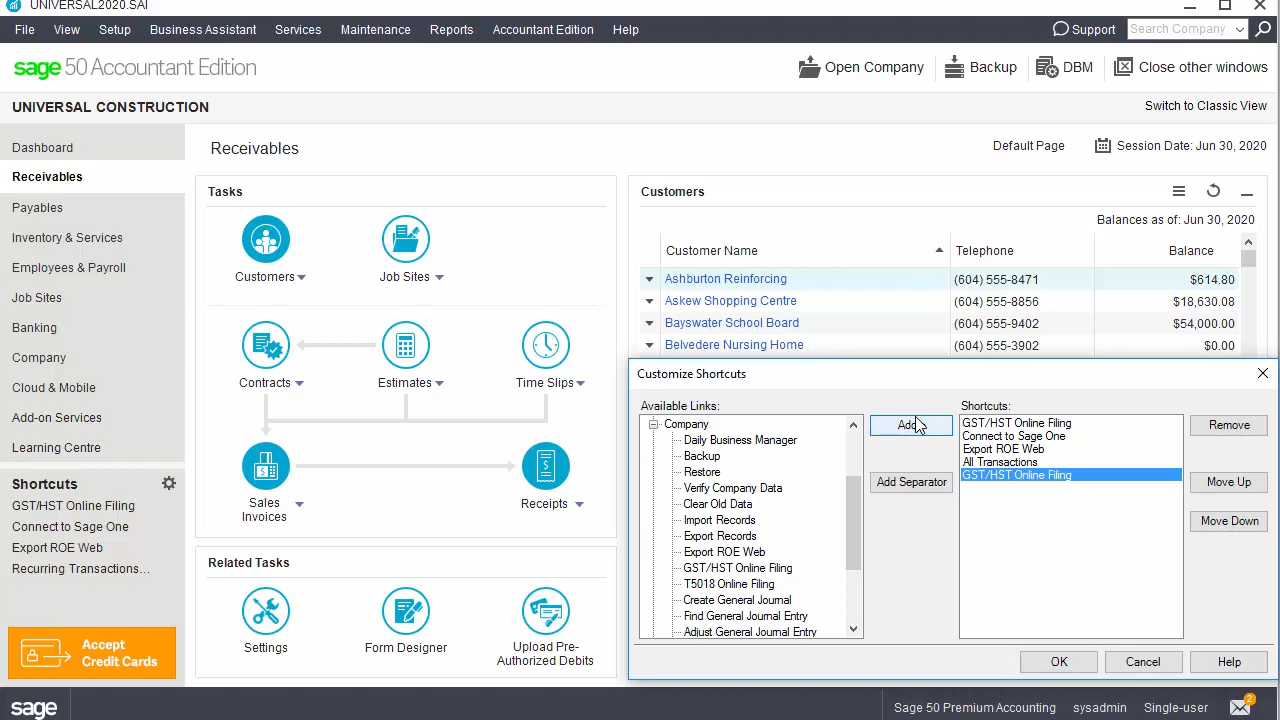 UNIVERSAL2020.SAI
File View Setup Business Assistant Services Maintenance Reports Accountant Edition Help Support Search Company
sage 50 Accountant Edition Open Company Backup DBM Close other windows
UNIVERSAL CONSTRUCTION Switch to Classic View
Dashboard
Receivables
Payables
Inventory & Services
Employees & Payroll
Job Sites
Banking
Company
Cloud & Mobile
Add-on Services
Learning Centre
Shortcuts
GST/HST Online Filing
Connect to Sage One
Export ROE Web
Recurring Transactions...
Accept
Credit Cards
Receivables Default Page Session Date: Jun 30, 2020
Tasks
Customers Job Sites
Contracts Estimates Time Slips
Sales
Invoices
Receipts
Related Tasks
Settings Form Designer Upload Pre-
Authorized Debits
Customers
Balances as of: Jun 30, 2020
Customer Name Telephone Balance
Ashburton Reinforcing (604) 555-8471 $614.80
Askew Shopping Centre (604) 555-8856 $18,630.08
Bayswater School Board (604) 555-9402 $54,000.00
Belvedere Nursing Home (604) 555-3902 $0.00
Customize Shortcuts
Available Links:
Company
Daily Business Manager
Backup
Restore
Verify Company Data
Clear Old Data
Import Records
Export Records
Export ROE Web
GST/HST Online Filing
T5018 Online Filing
Create General Journal
Find General Journal Entry
Adjust General Journal Entry
Add
Add Separator
Shortcuts:
GST/HST Online Filing
Connect to Sage One
Export ROE Web
All Transactions
GST/HST Online Filing
Remove
Move Up
Move Down
OK Cancel Help
sage Sage 50 Premium Accounting sysadmin Single-user 2